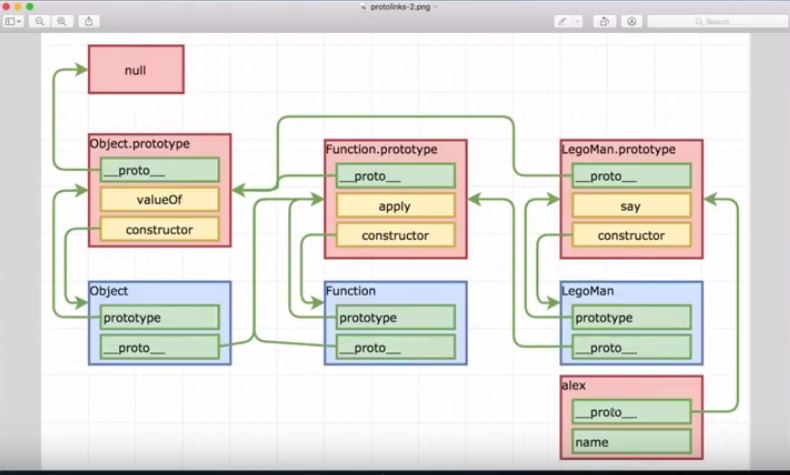 protolinks-2.png
Search
null
Object.prototype
__proto__
valueOf
constructor
Function.prototype
__proto__
apply
constructor
LegoMan.prototype
__proto__
say
constructor
Object
prototype
__proto__
Function
prototype
__proto__
LegoMan
prototype
__proto__
alex
__proto__
name